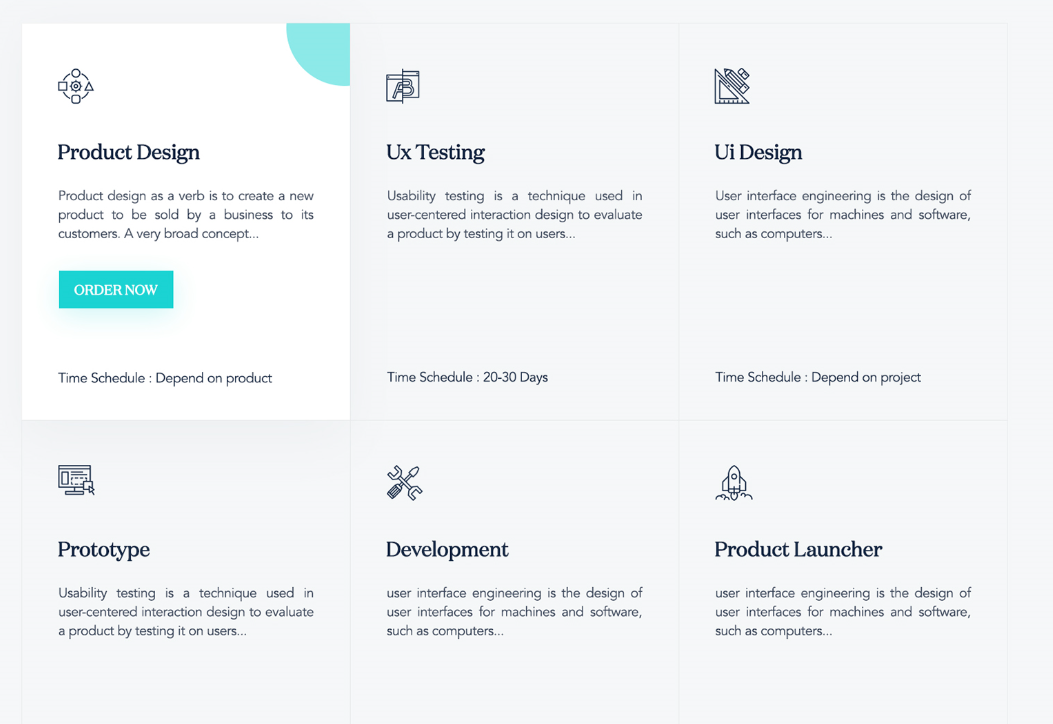 Product Design
Product design as a verb is to create a new
product to be sold by a business to its
customers. A very broad concept...
ORDER NOW
Time Schedule : Depend on product
Ux Testing
Usability testing is a technique used in
user-centered interaction design to evaluate
a product by testing it on users...
Time Schedule : 20-30 Days
Ui Design
User interface engineering is the design of
user interfaces for machines and software,
such as computers...
Time Schedule : Depend on project
Prototype
Usability testing is a technique used in
user-centered interaction design to evaluate
a product by testing it on users...
Development
user interface engineering is the design of
user interfaces for machines and software,
such as computers...
Product Launcher
user interface engineering is the design of
user interfaces for machines and software,
such as computers...